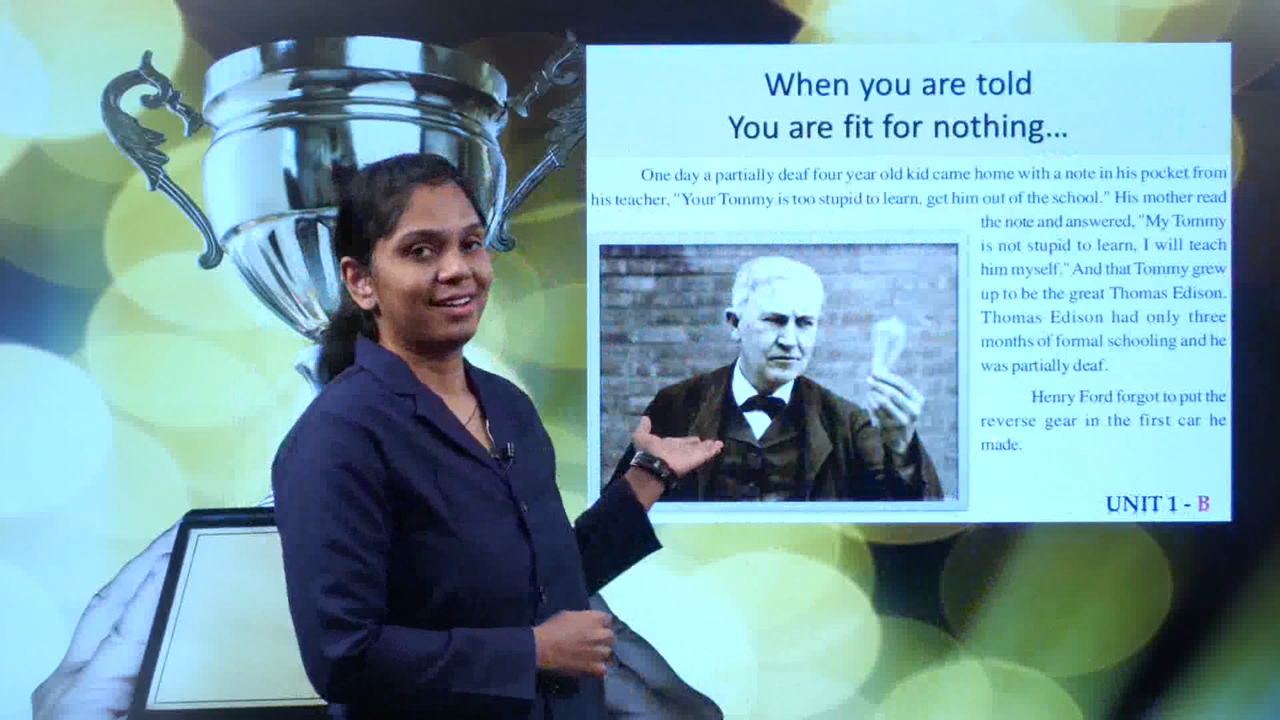 When you are told
You are fit for nothing...
One day a partially deaf four year old kid came home with a note in his pocket from
his teacher, "Your Tommy is too stupid to learn, get him out of the school." His mother read
the note and answered, "My Tommy
is not stupid to learn, I will teach
him myself." And that Tommy grew
up to be the great Thomas Edison.
Thomas Edison had only three
months of formal schooling and he
was partially deaf.
Henry Ford forgot to put the
reverse gear in the first car he
made.
UNIT 1 - B